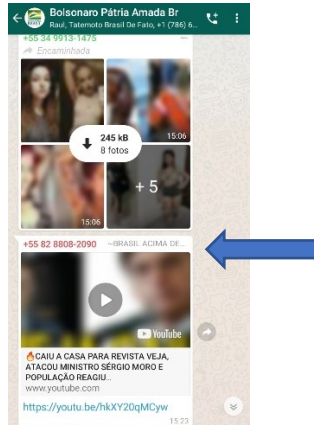 Bolsonaro Pátria Amada Br
Raul, Tatemoto Brasil De Fato, +1 (786) 6...
+55 34 9913-1475
Encaminhada
245 kB
8 fotos
15:06
+ 5
15:06
+55 82 8808-2090 ~BRASIL ACIMA DE...
YouTube
🔥CAIU A CASA PARA REVISTA VEJA,
ATACOU MINISTRO SÉRGIO MORO E
POPULAÇÃO REAGIU..
www.youtube.com
https://youtu.be/hkXY20qMCyw
15:23